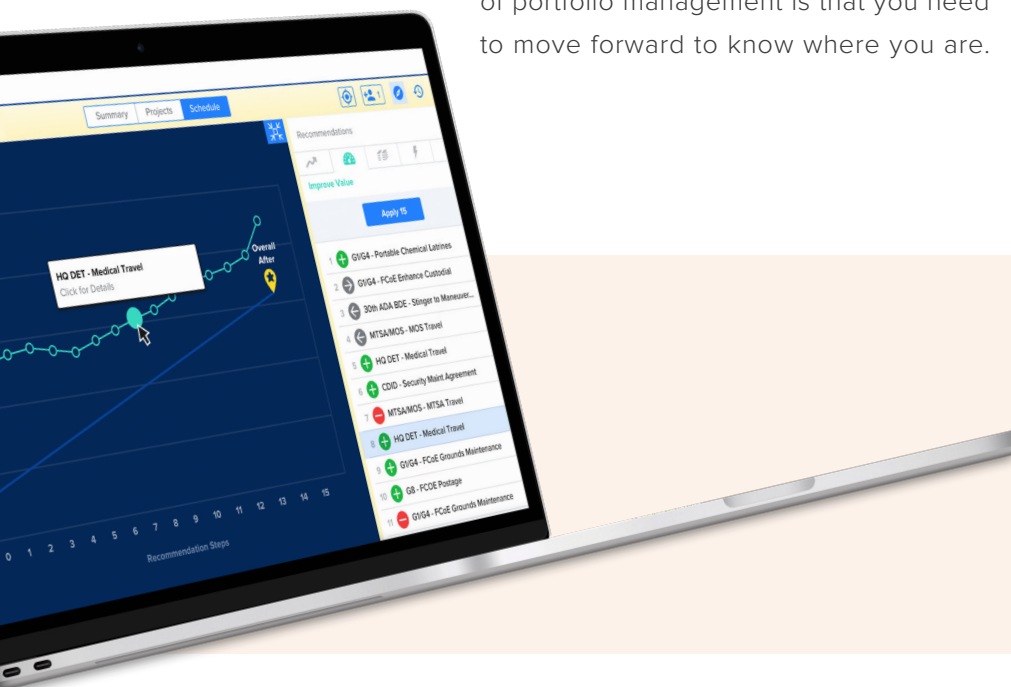 of portfolio management is that you need
to move forward to know where you are.
Summary Projects Schedule
1
Recommendations
Improve Value
Apply 15
HQ DET - Medical Travel
Click for Details
Overall
After
1 G1/G4 - Portable Chemical Latrines
2 G1/G4 - FCoE Enhance Custodial
3 30th ADA BDE - Stinger to Maneuver...
4 MTSA/MOS - MOS Travel
5 HQ DET - Medical Travel
6 CDID - Security Maint Agreement
7 MTSA/MOS - MTSA Travel
8 HQ DET - Medical Travel
9 G1/G4 - FCoE Grounds Maintenance
10 G8 - FCOE Postage
11 G1/G4 - FCoE Grounds Maintenance
0 1 2 3 4 5 6 7 8 9 10 11 12 13 14 15
Recommendation Steps